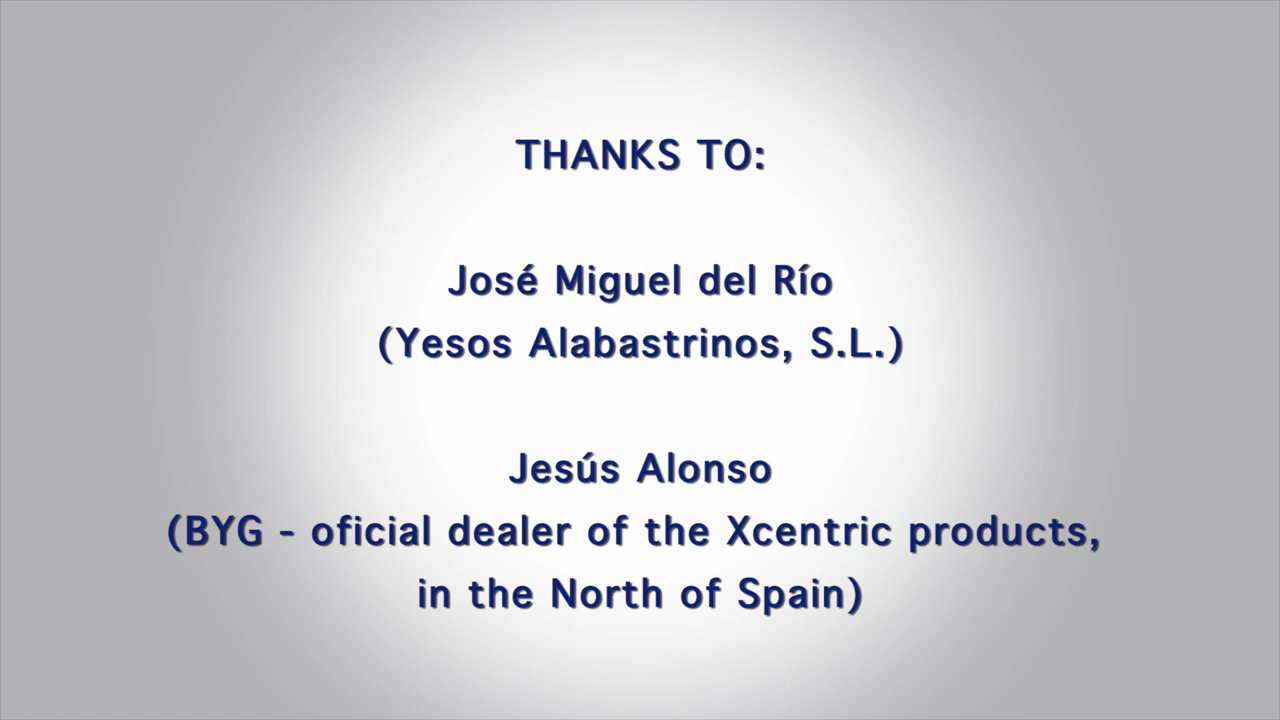 THANKS TO:
José Miguel del Río
(Yesos Alabastrinos, S.L.)
Jesús Alonso
(BYG - oficial dealer of the Xcentric products,
in the North of Spain)